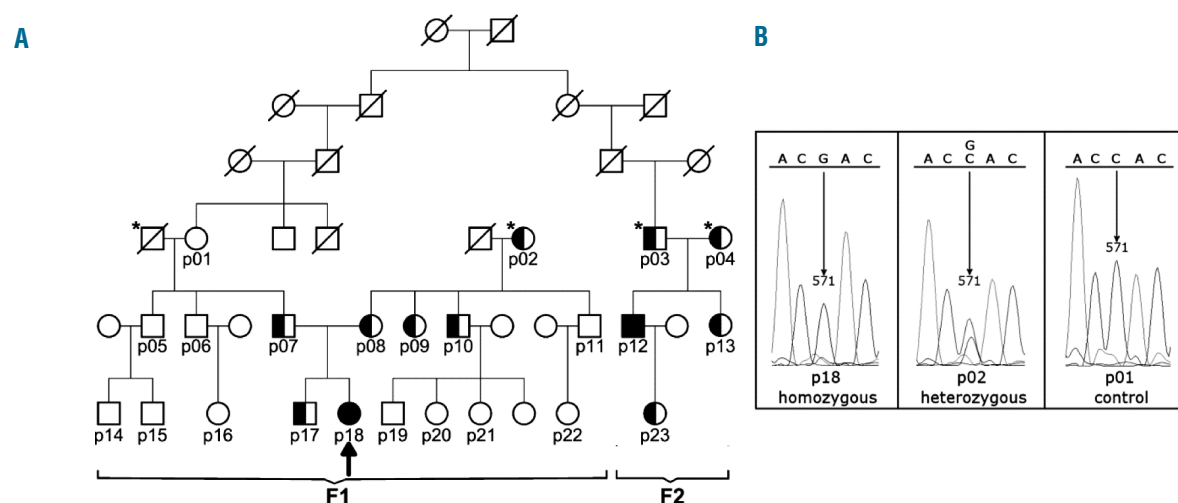 A
B
* * * *
p01 p02 p03 p04
p05 p06 p07 p08 p09 p10 p11 p12 p13
p14 p15 p16 p17 p18 p19 p20 p21 p22 p23
F1 F2
G
A C G A C
A C C A C
A C C A C
571
571
571
p18
homozygous
p02
heterozygous
p01
control